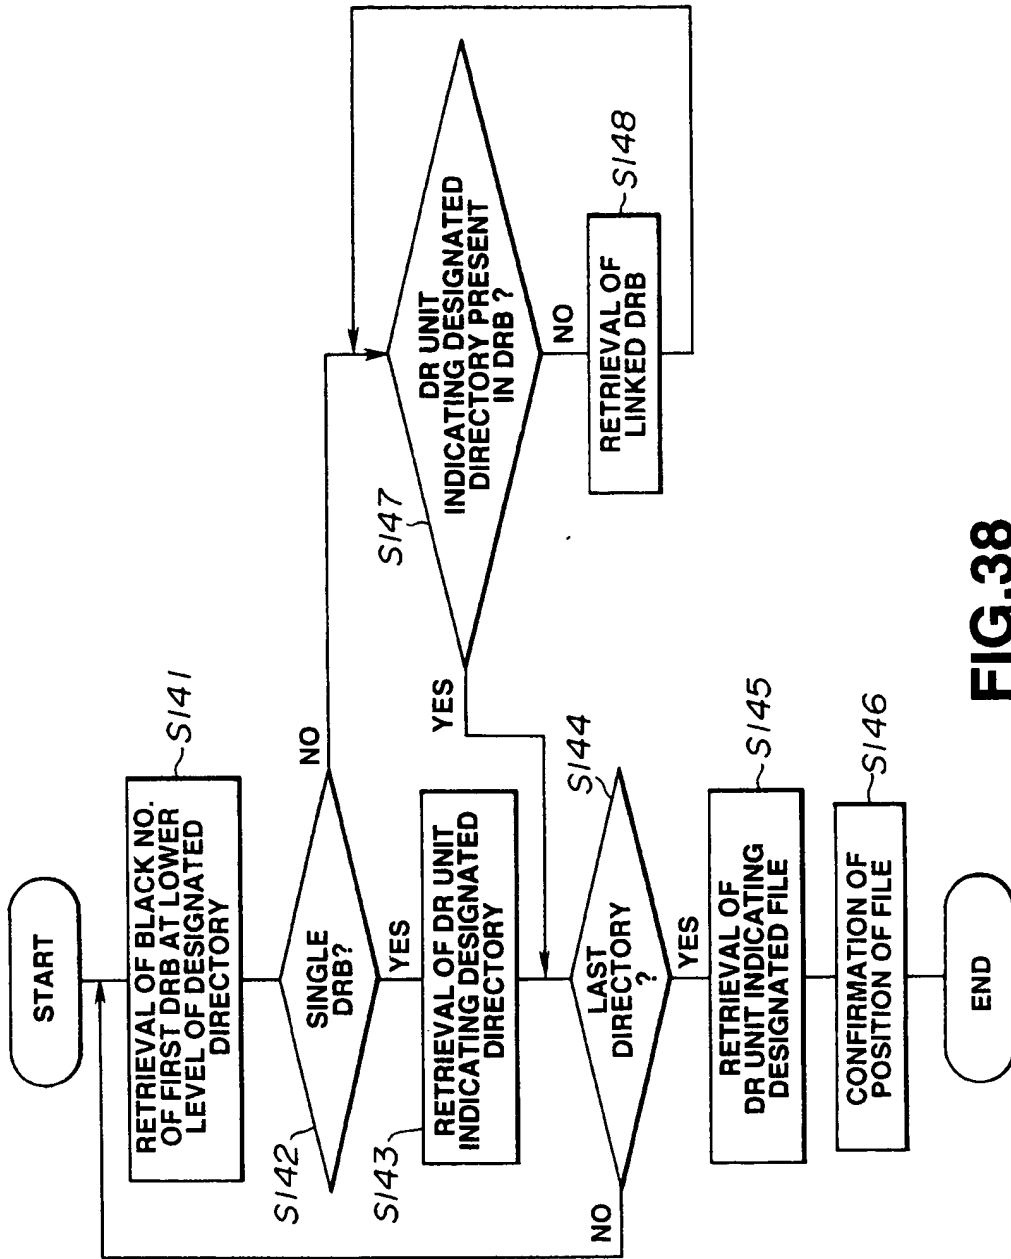 START
RETRIEVAL OF BLACK NO.
OF FIRST DRB AT LOWER
LEVEL OF DESIGNATED
DIRECTORY
S141
SINGLE
DRB?
S142
NO
YES
RETRIEVAL OF DR UNIT
INDICATING DESIGNATED
DIRECTORY
S143
LAST
DIRECTORY
?
S144
NO
YES
RETRIEVAL OF
DR UNIT INDICATING
DESIGNATED FILE
S145
CONFIRMATION OF
POSITION OF FILE
S146
END
DR UNIT
INDICATING DESIGNATED
DIRECTORY PRESENT
IN DRB ?
S147
YES
NO
RETRIEVAL OF
LINKED DRB
S148
FIG.38